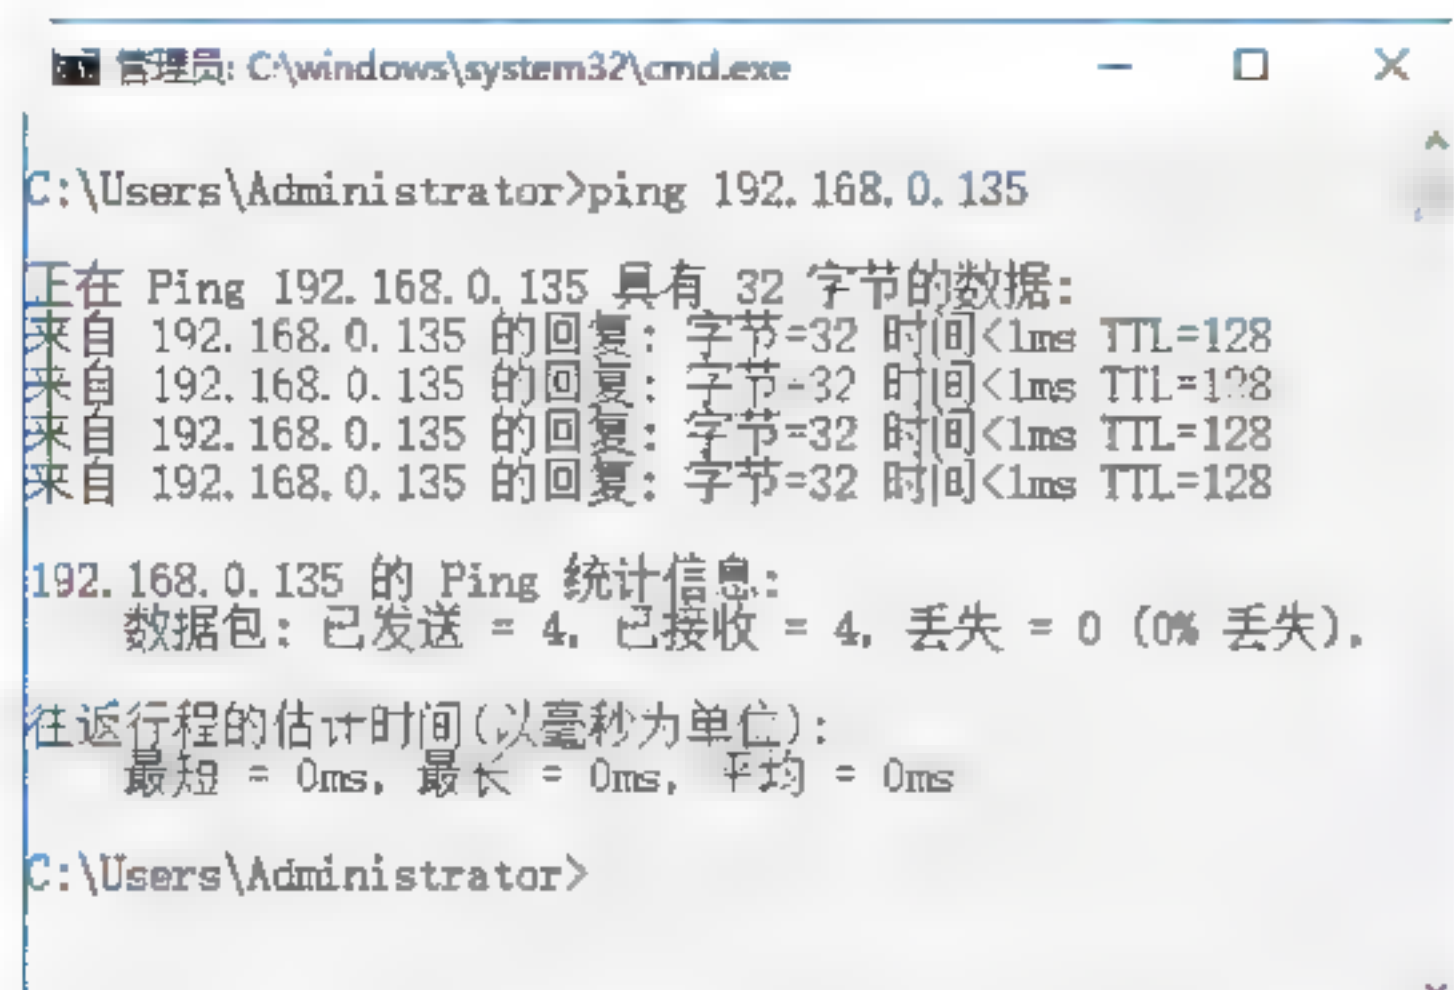 管理员: C:\windows\system32\cmd.exe
C:\Users\Administrator>ping 192.168.0.135
正在 Ping 192.168.0.135 具有 32 字节的数据:
来自 192.168.0.135 的回复: 字节=32 时间<1ms TTL=128
来自 192.168.0.135 的回复: 字节=32 时间<1ms TTL=128
来自 192.168.0.135 的回复: 字节=32 时间<1ms TTL=128
来自 192.168.0.135 的回复: 字节=32 时间<1ms TTL=128
192.168.0.135 的 Ping 统计信息:
数据包: 已发送 = 4, 已接收 = 4, 丢失 = 0 (0% 丢失),
往返行程的估计时间(以毫秒为单位):
最短 = 0ms, 最长 = 0ms, 平均 = 0ms
C:\Users\Administrator>